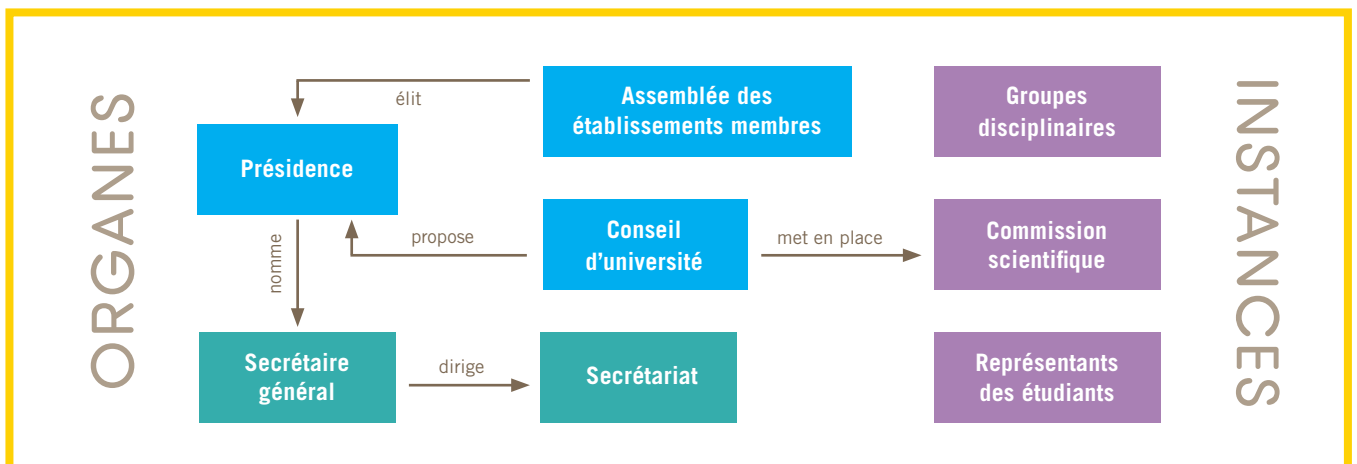 ORGANES
élit
Assemblée des
établissements membres
Groupes
disciplinaires
Présidence
propose
Conseil
d'université
met en place
Commission
scientifique
nomme
Secrétaire
général
dirige
Secrétariat
Représentants
des étudiants
INSTANCES